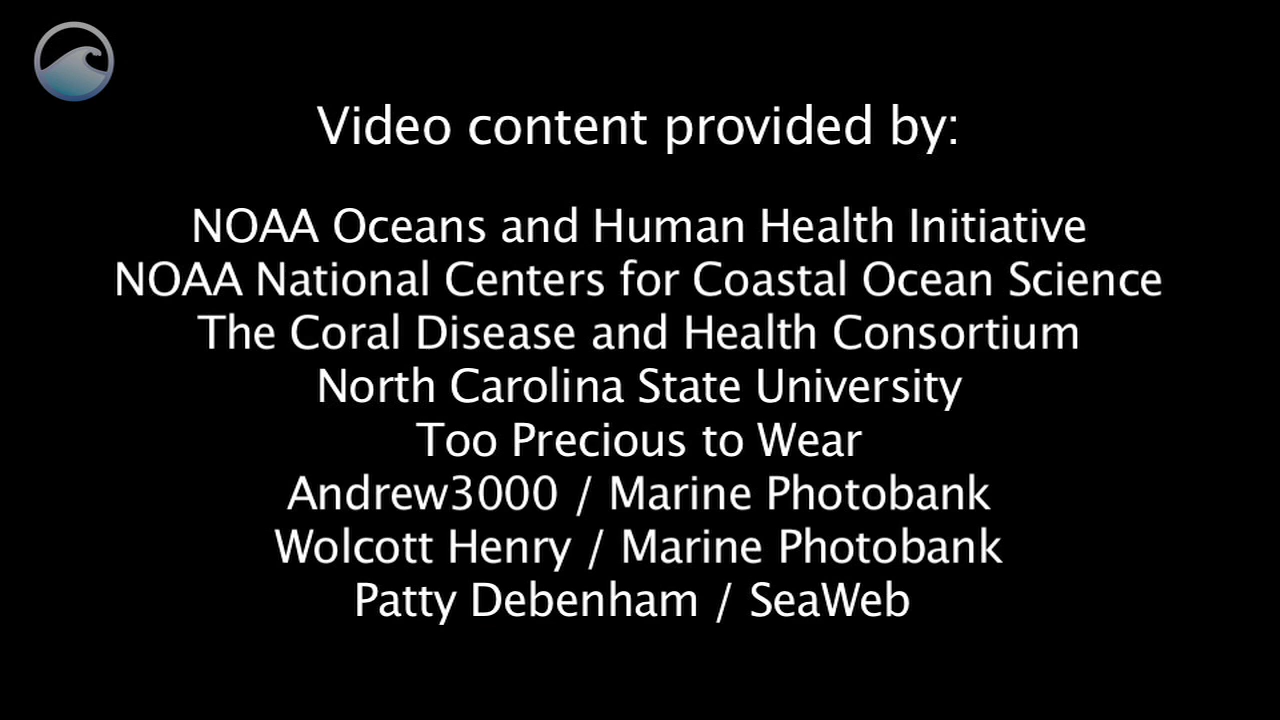 Video content provided by:
NOAA Oceans and Human Health Initiative
NOAA National Centers for Coastal Ocean Science
The Coral Disease and Health Consortium
North Carolina State University
Too Precious to Wear
Andrew3000 / Marine Photobank
Wolcott Henry / Marine Photobank
Patty Debenham / SeaWeb